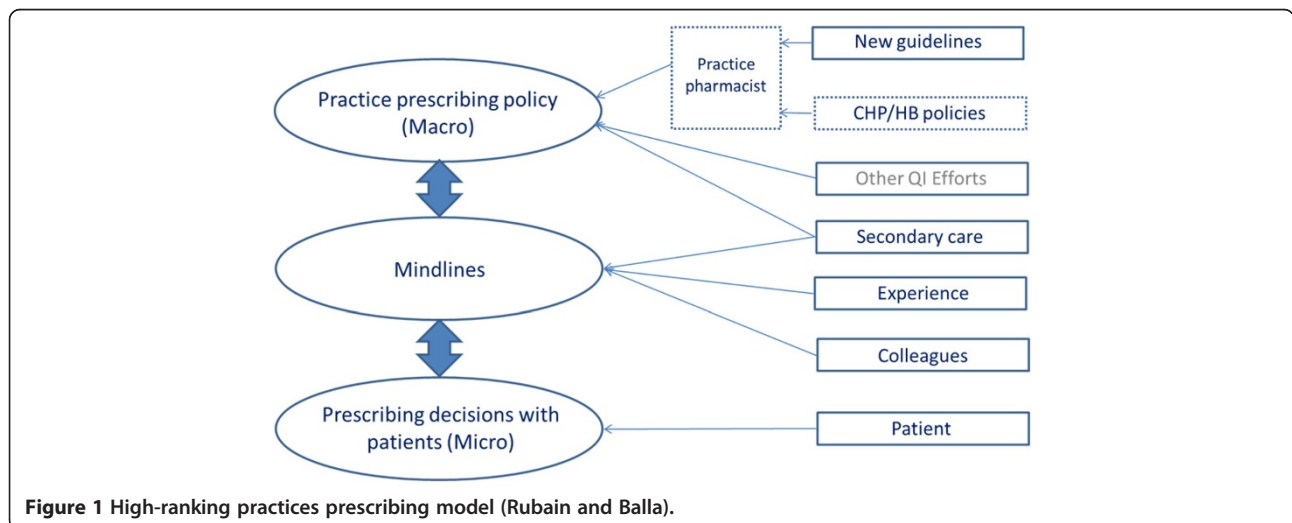 New guidelines
Practice
pharmacist
CHP/HB policies
Practice prescribing policy
(Macro)
Other QI Efforts
Secondary care
Mindlines
Experience
Colleagues
Prescribing decisions with
patients (Micro)
Patient
Figure 1 High-ranking practices prescribing model (Rubain and Balla).